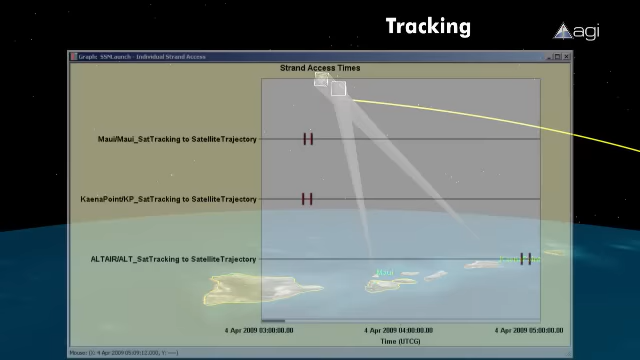 Tracking
agi
Graph: SSMLaunch - Individual Strand Access
Strand Access Times
Maui/Maui_SatTracking to SatelliteTrajectory
KaenaPoint/KP_SatTracking to SatelliteTrajectory
ALTAIR/ALT_SatTracking to SatelliteTrajectory
Maui
4 Apr 2009 03:00:00.00
4 Apr 2009 04:00:00.00
4 Apr 2009 05:00:00.00
Time (UTCG)